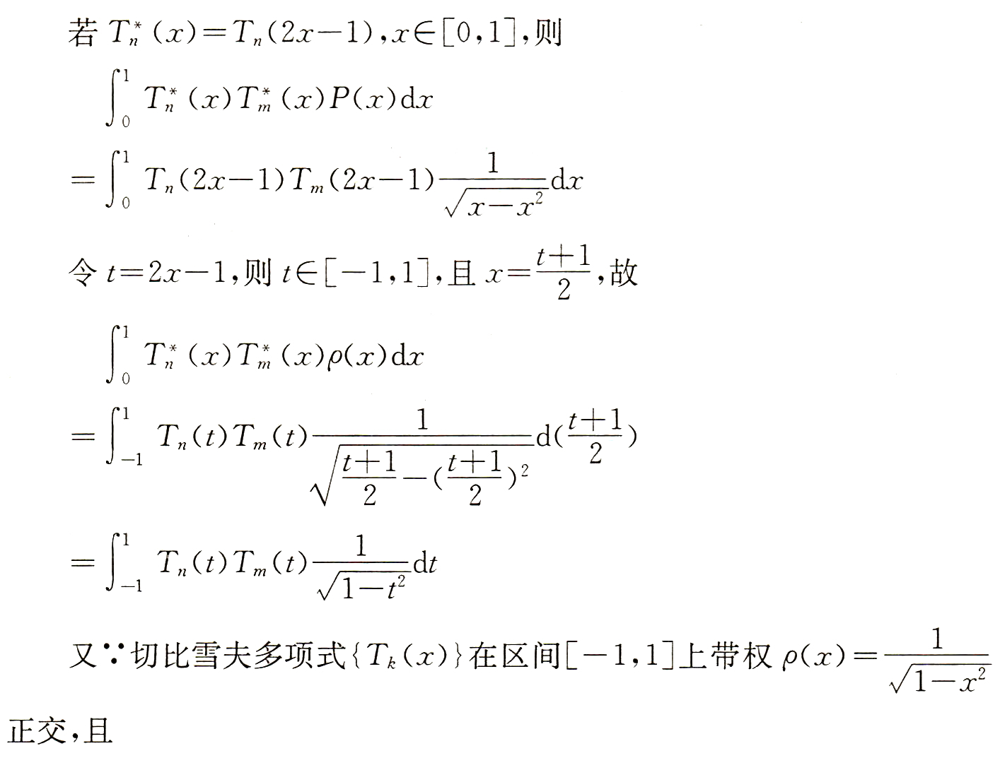 若 $T_n^*(x)=T_n(2x-1),x\in[0,1]$,则
$\int_0^1 T_n^*(x)T_m^*(x)P(x)\mathrm{d}x$
$=\int_0^1 T_n(2x-1)T_m(2x-1)\frac{1}{\sqrt{x-x^2}}\mathrm{d}x$
令 $t=2x-1$,则 $t\in[-1,1]$,且 $x=\frac{t+1}{2}$,故
$\int_0^1 T_n^*(x)T_m^*(x)\rho(x)\mathrm{d}x$
$=\int_{-1}^1 T_n(t)T_m(t)\frac{1}{\sqrt{\frac{t+1}{2}-(\frac{t+1}{2})^2}}\mathrm{d}(\frac{t+1}{2})$
$=\int_{-1}^1 T_n(t)T_m(t)\frac{1}{\sqrt{1-t^2}}\mathrm{d}t$
又∵切比雪夫多项式$\{T_k(x)\}$在区间$[-1,1]$上带权 $\rho(x)=\frac{1}{\sqrt{1-x^2}}$
正交,且